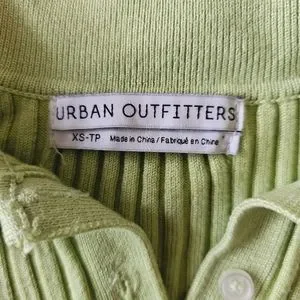 URBAN OUTFITTERS
XS-TP Made in China / Fabriqué en Chine